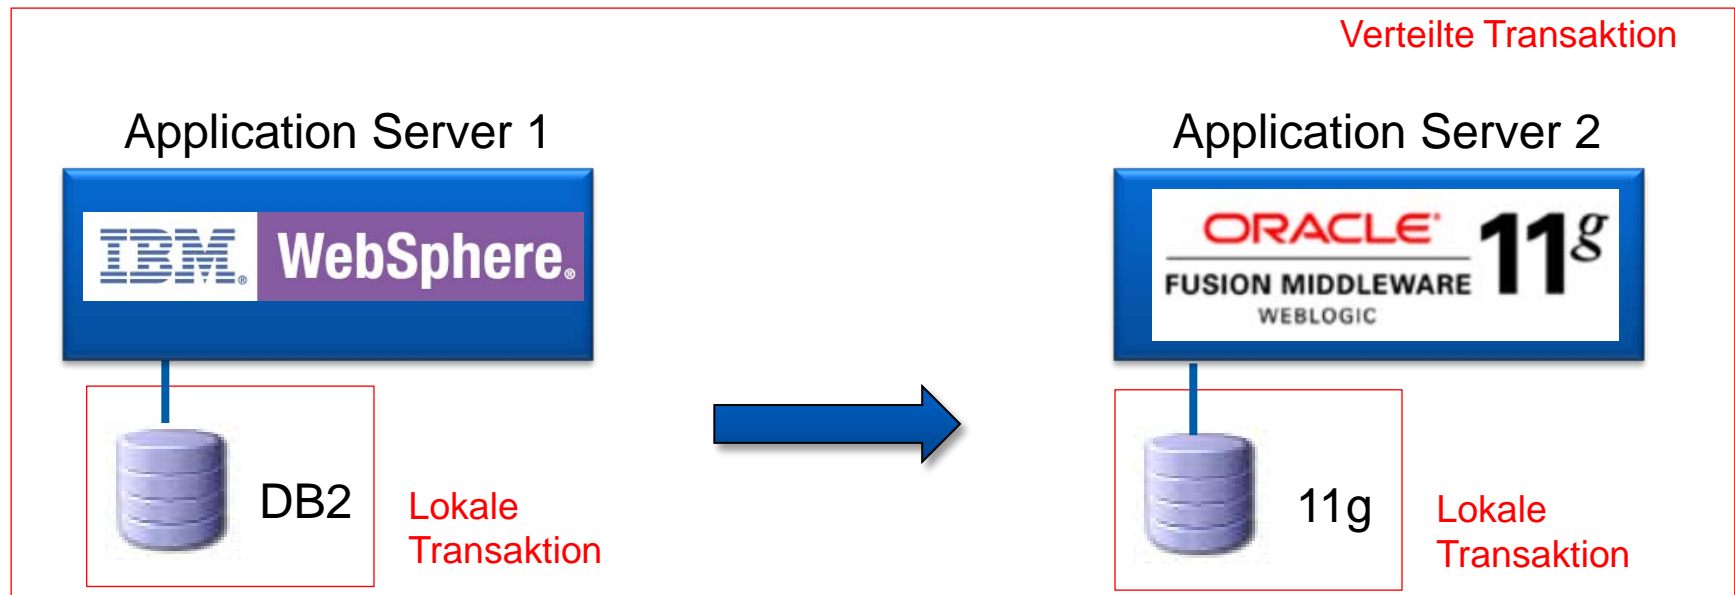 Verteilte Transaktion
Application Server 1
IBM® WebSphere®
DB2
Lokale
Transaktion
Application Server 2
ORACLE®
FUSION MIDDLEWARE
WEBLOGIC
11g
11g
Lokale
Transaktion